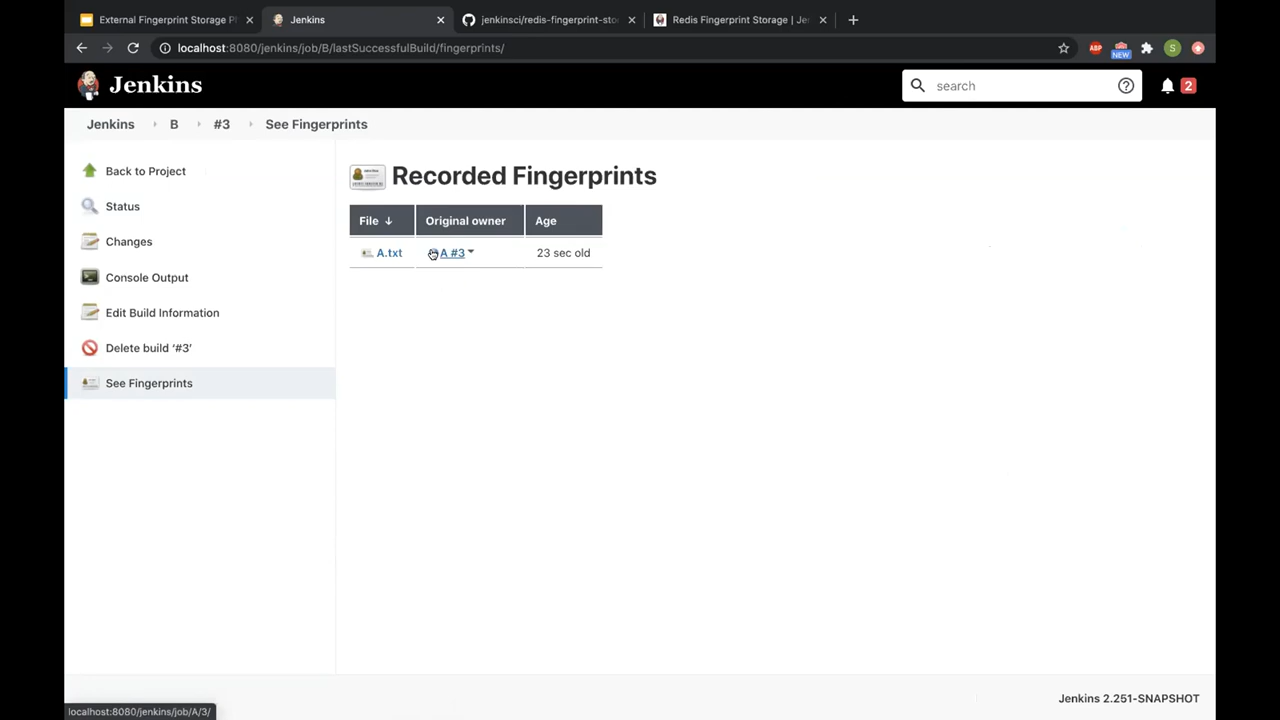 External Fingerprint Storage Pl
Jenkins
jenkinsci/redis-fingerprint-sto
Redis Fingerprint Storage | Jen
localhost:8080/jenkins/job/B/lastSuccessfulBuild/fingerprints/
ABP
NEW
S
Jenkins
search
2
Jenkins B #3 See Fingerprints
Back to Project
Status
Changes
Console Output
Edit Build Information
Delete build ‘#3’
See Fingerprints
Recorded Fingerprints
File ↓ Original owner Age
A.txt A #3 23 sec old
Jenkins 2.251-SNAPSHOT
localhost:8080/jenkins/job/A/3/